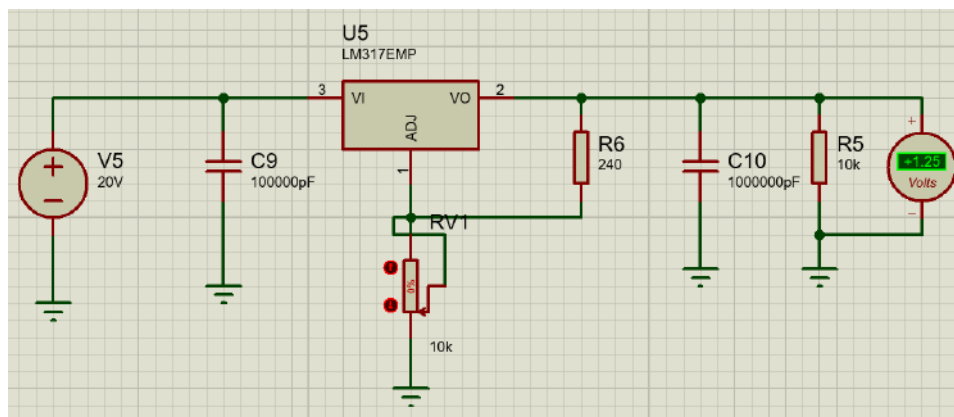 U5
LM317EMP
3
VI
VO
2
ADJ
1
V5
20V
C9
100000pF
R6
240
C10
1000000pF
R5
10k
+
+1.25
Volts
−
RV1
0%
10k